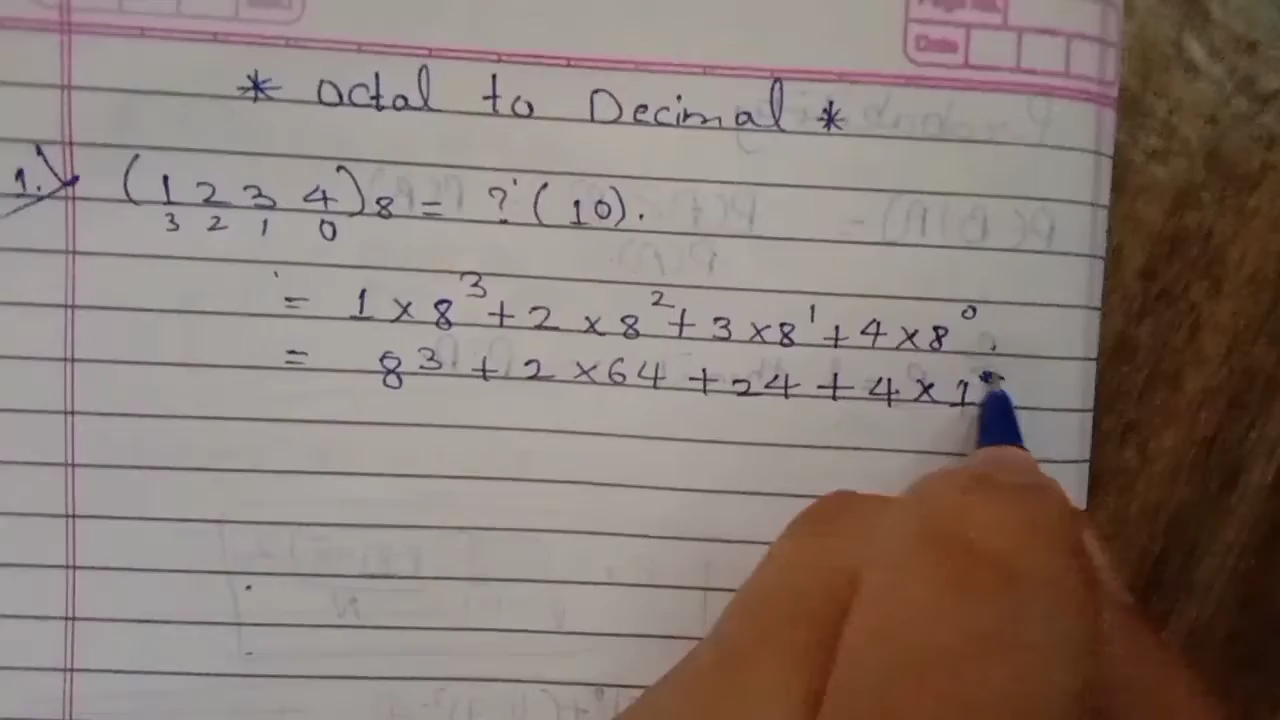 Date
* Octal to Decimal *
1.) (1 2 3 4)8 = ? (10).
3 2 1 0
= 1 × 8³ + 2 × 8² + 3 × 8¹ + 4 × 8⁰.
= 8³ + 2 × 64 + 24 + 4 × 1